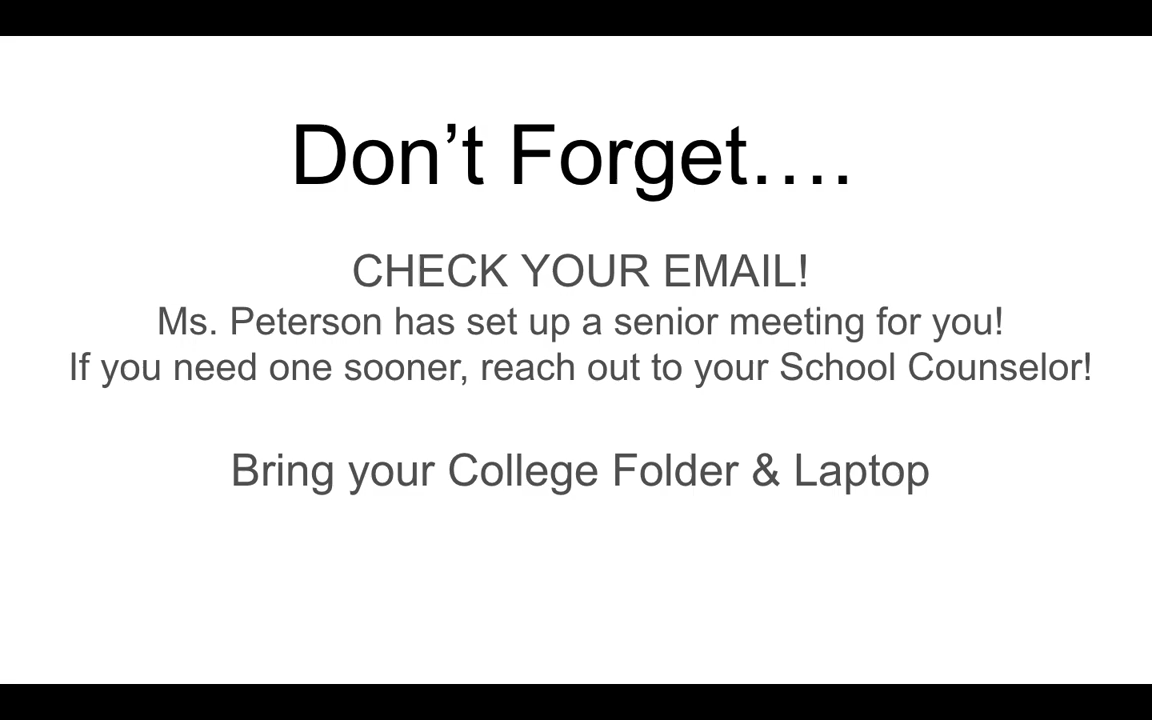 Don’t Forget….
CHECK YOUR EMAIL!
Ms. Peterson has set up a senior meeting for you!
If you need one sooner, reach out to your School Counselor!
Bring your College Folder & Laptop